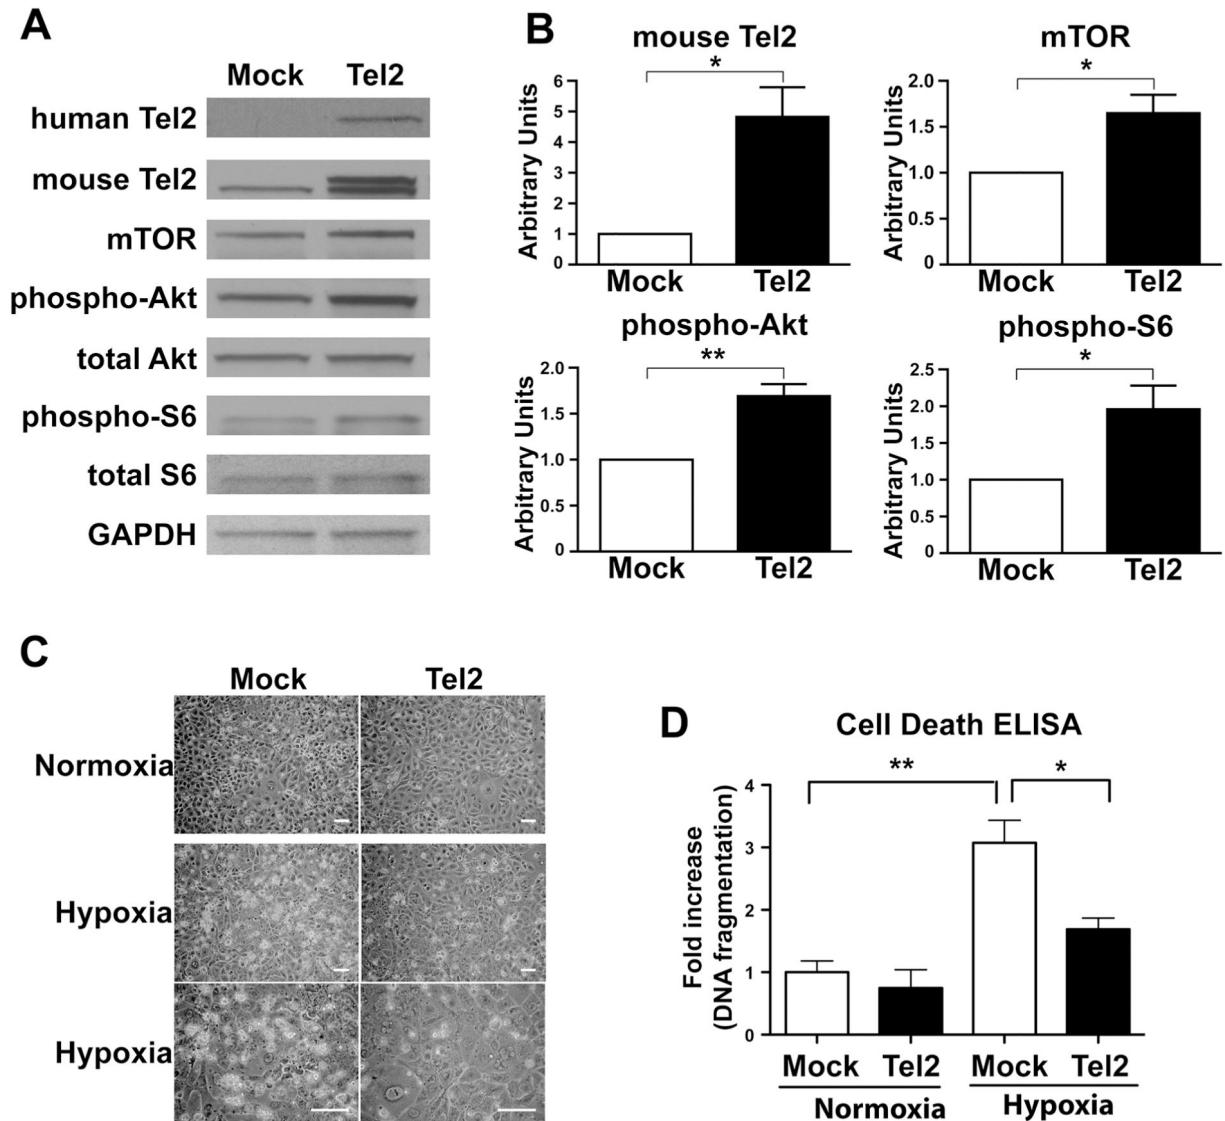 A
Mock Tel2
human Tel2
mouse Tel2
mTOR
phospho-Akt
total Akt
phospho-S6
total S6
GAPDH
B
mouse Tel2
*
Arbitrary Units
6
5
4
3
2
1
0
Mock Tel2
mTOR
*
Arbitrary Units
2.0
1.5
1.0
0.5
0
Mock Tel2
phospho-Akt
**
Arbitrary Units
2.0
1.5
1.0
0.5
0
Mock Tel2
phospho-S6
*
Arbitrary Units
2.5
2.0
1.5
1.0
0.5
0
Mock Tel2
C
Mock Tel2
Normoxia
Hypoxia
Hypoxia
D
Cell Death ELISA
** *
Fold increase
(DNA fragmentation)
4
3
2
1
0
Mock Tel2 Mock Tel2
Normoxia Hypoxia